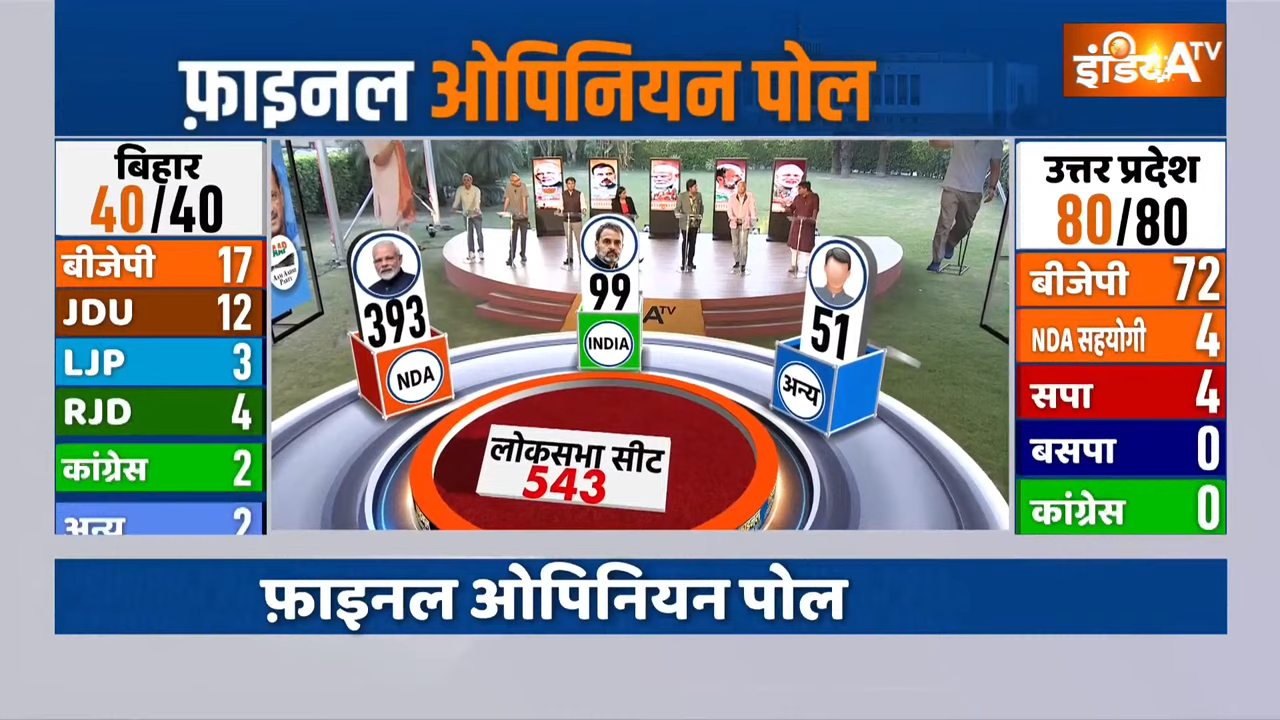 फ़ाइनल ओपिनियन पोल
इंडिया TV
बिहार
40/40
बीजेपी 17
JDU 12
LJP 3
RJD 4
कांग्रेस 2
अन्य 2
393
NDA
99
INDIA
51
अन्य
लोकसभा सीट
543
उत्तर प्रदेश
80/80
बीजेपी 72
NDA सहयोगी 4
सपा 4
बसपा 0
कांग्रेस 0
फ़ाइनल ओपिनियन पोल